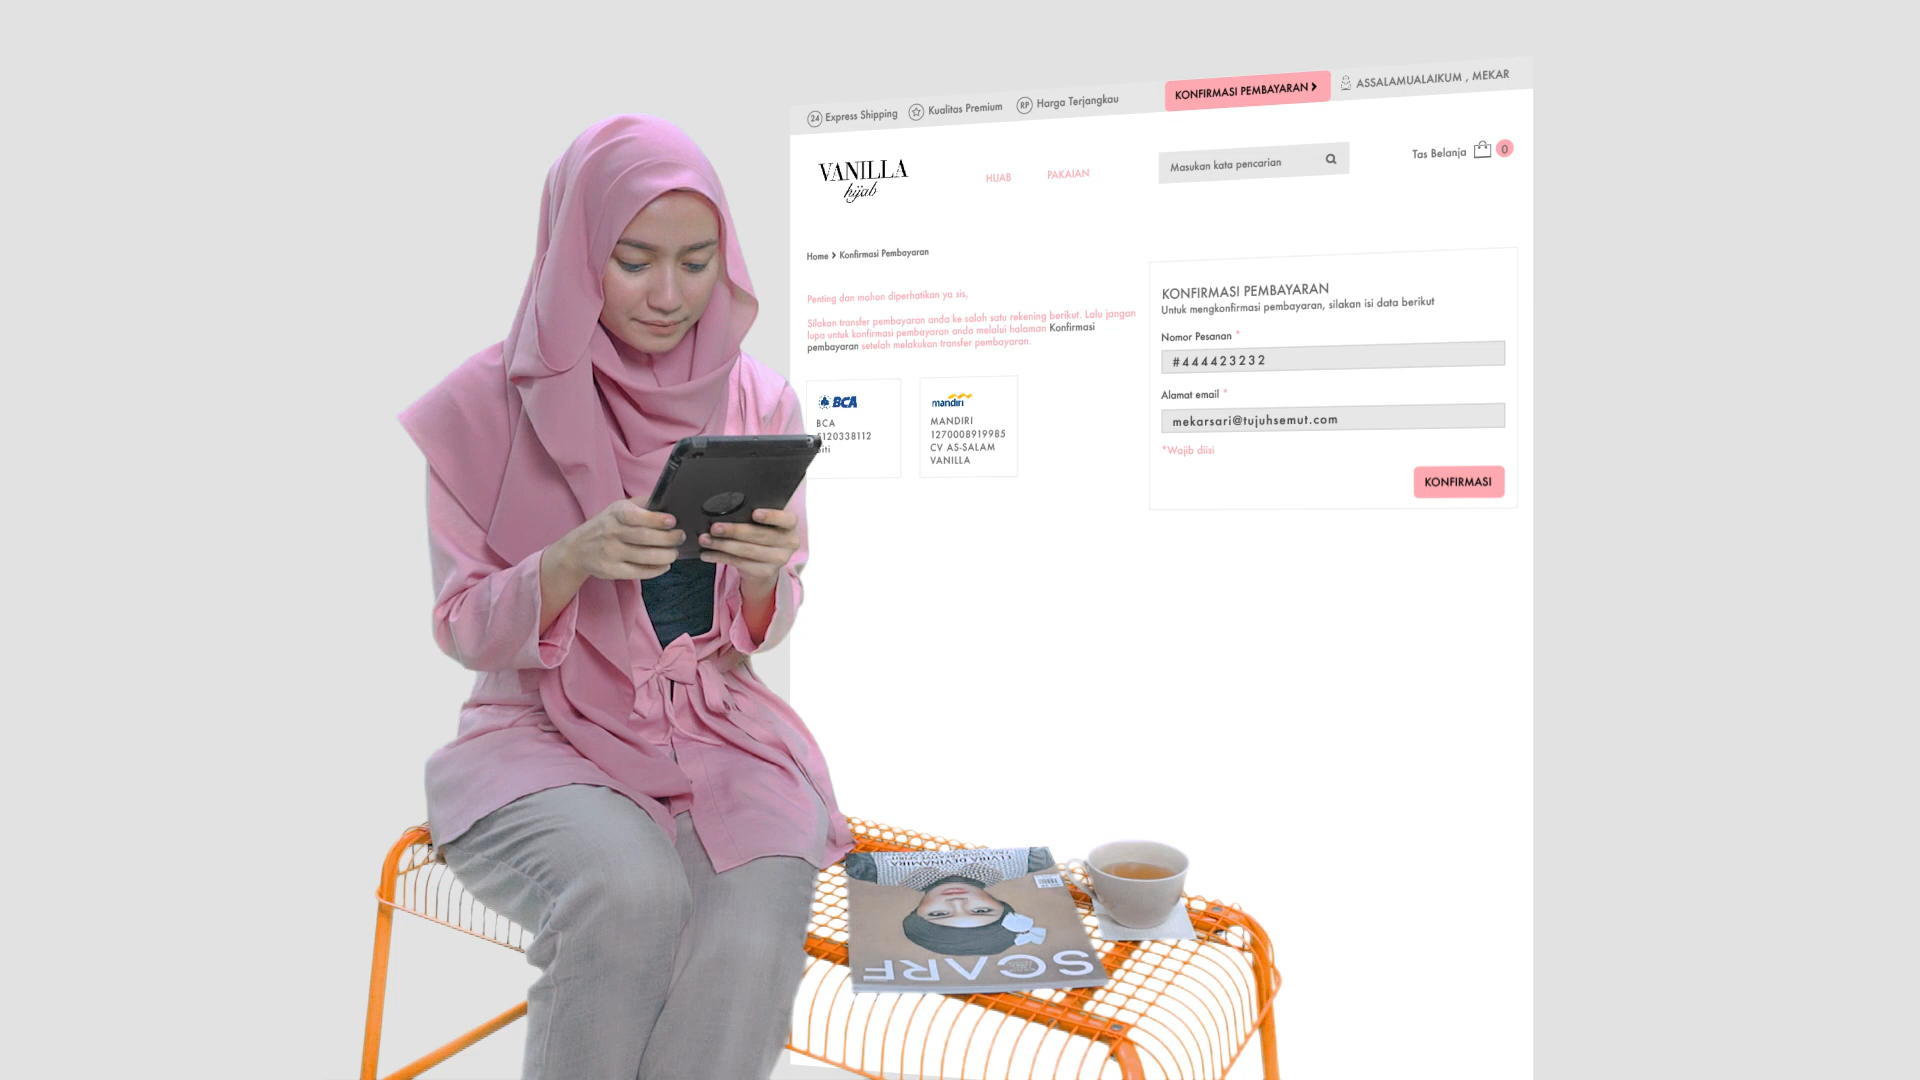 24 Express Shipping
Kualitas Premium
RP Harga Terjangkau
KONFIRMASI PEMBAYARAN
ASSALAMUALAIKUM , MEKAR
VANILLA
hijab
HIJAB
PAKAIAN
Masukan kata pencarian
Tas Belanja
0
Home > Konfirmasi Pembayaran
Penting dan mohon diperhatikan ya sis,
Silakan transfer pembayaran anda ke salah satu rekening berikut. Lalu jangan
lupa untuk konfirmasi pembayaran anda melalui halaman Konfirmasi
pembayaran setelah melakukan transfer pembayaran.
BCA
BCA
5120338112
mandiri
MANDIRI
1270008919985
CV AS-SALAM
VANILLA
KONFIRMASI PEMBAYARAN
Untuk mengkonfirmasi pembayaran, silakan isi data berikut
Nomor Pesanan *
#444423232
Alamat email *
mekarsari@tujuhsemut.com
*Wajib diisi
KONFIRMASI
SCARF